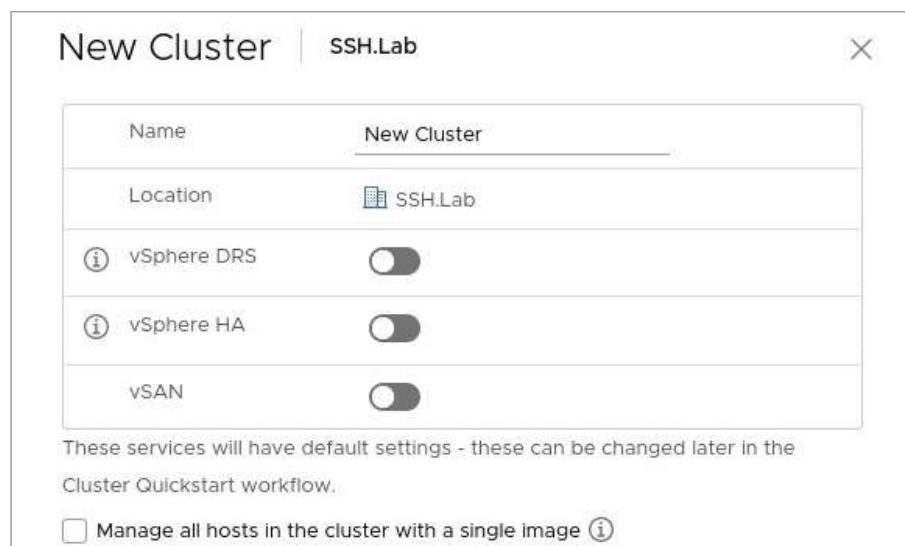 New Cluster SSH.Lab
Name New Cluster
Location SSH.Lab
vSphere DRS
vSphere HA
vSAN
These services will have default settings - these can be changed later in the
Cluster Quickstart workflow.
Manage all hosts in the cluster with a single image